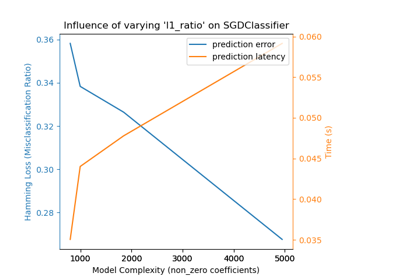 Influence of varying 'l1_ratio' on SGDClassifier
prediction error
prediction latency
0.36
0.34
0.32
0.30
0.28
Hamming Loss (Misclassification Ratio)
0.060
0.055
0.050
0.045
0.040
0.035
Time (s)
1000 2000 3000 4000 5000
Model Complexity (non_zero coefficients)